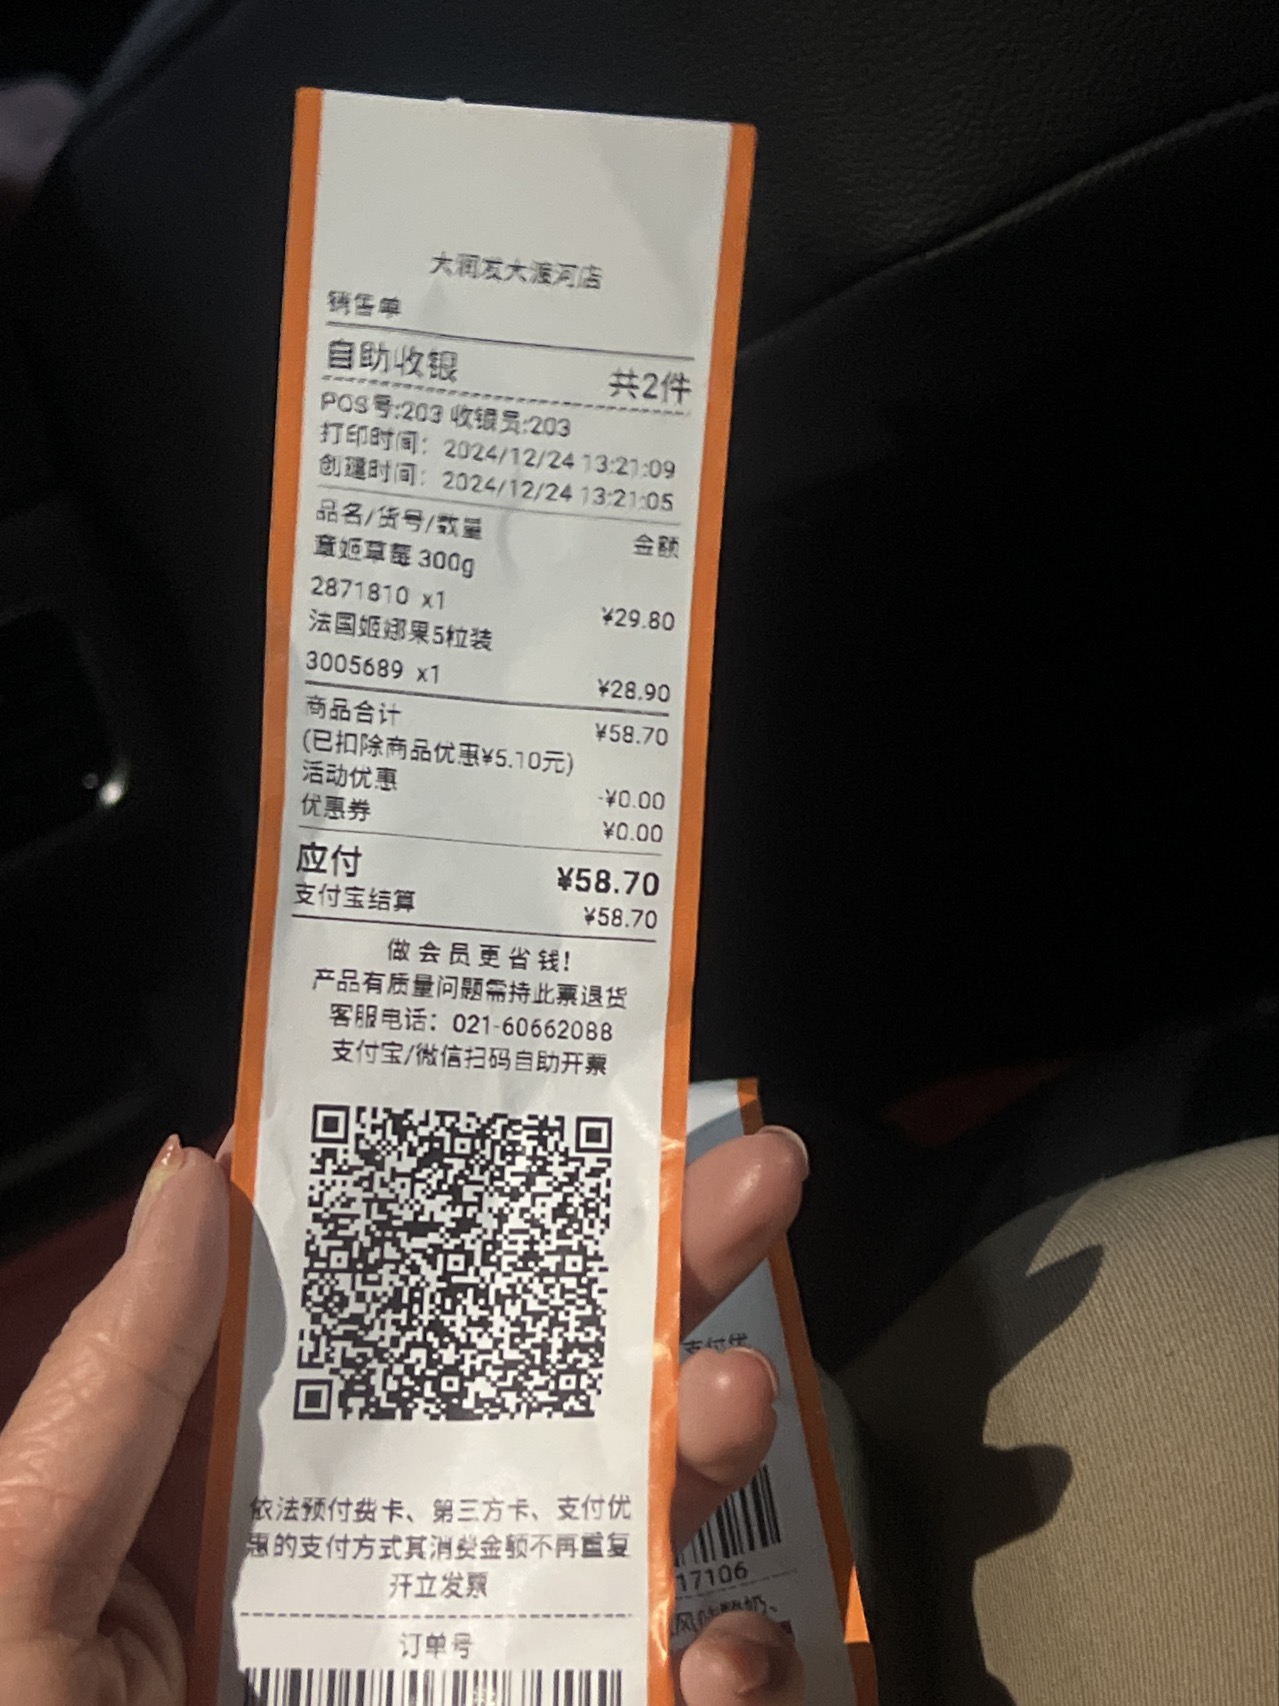 大润发大渡河店
销售单
自助收银 共2件
POS号:203 收银员:203
打印时间: 2024/12/24 13:21:09
创建时间: 2024/12/24 13:21:05
品名/货号/数量 金额
章姬草莓 300g
2871810 x1 ¥29.80
法国姬娜果5粒装
3005689 x1 ¥28.90
商品合计 ¥58.70
(已扣除商品优惠¥5.10元)
活动优惠 -¥0.00
优惠券 ¥0.00
应付 ¥58.70
支付宝结算 ¥58.70
做会员更省钱!
产品有质量问题需持此票退货
客服电话: 021-60662088
支付宝/微信扫码自助开票
依法预付费卡、第三方卡、支付优
惠的支付方式其消费金额不再重复
开立发票
订单号
支付优
17106